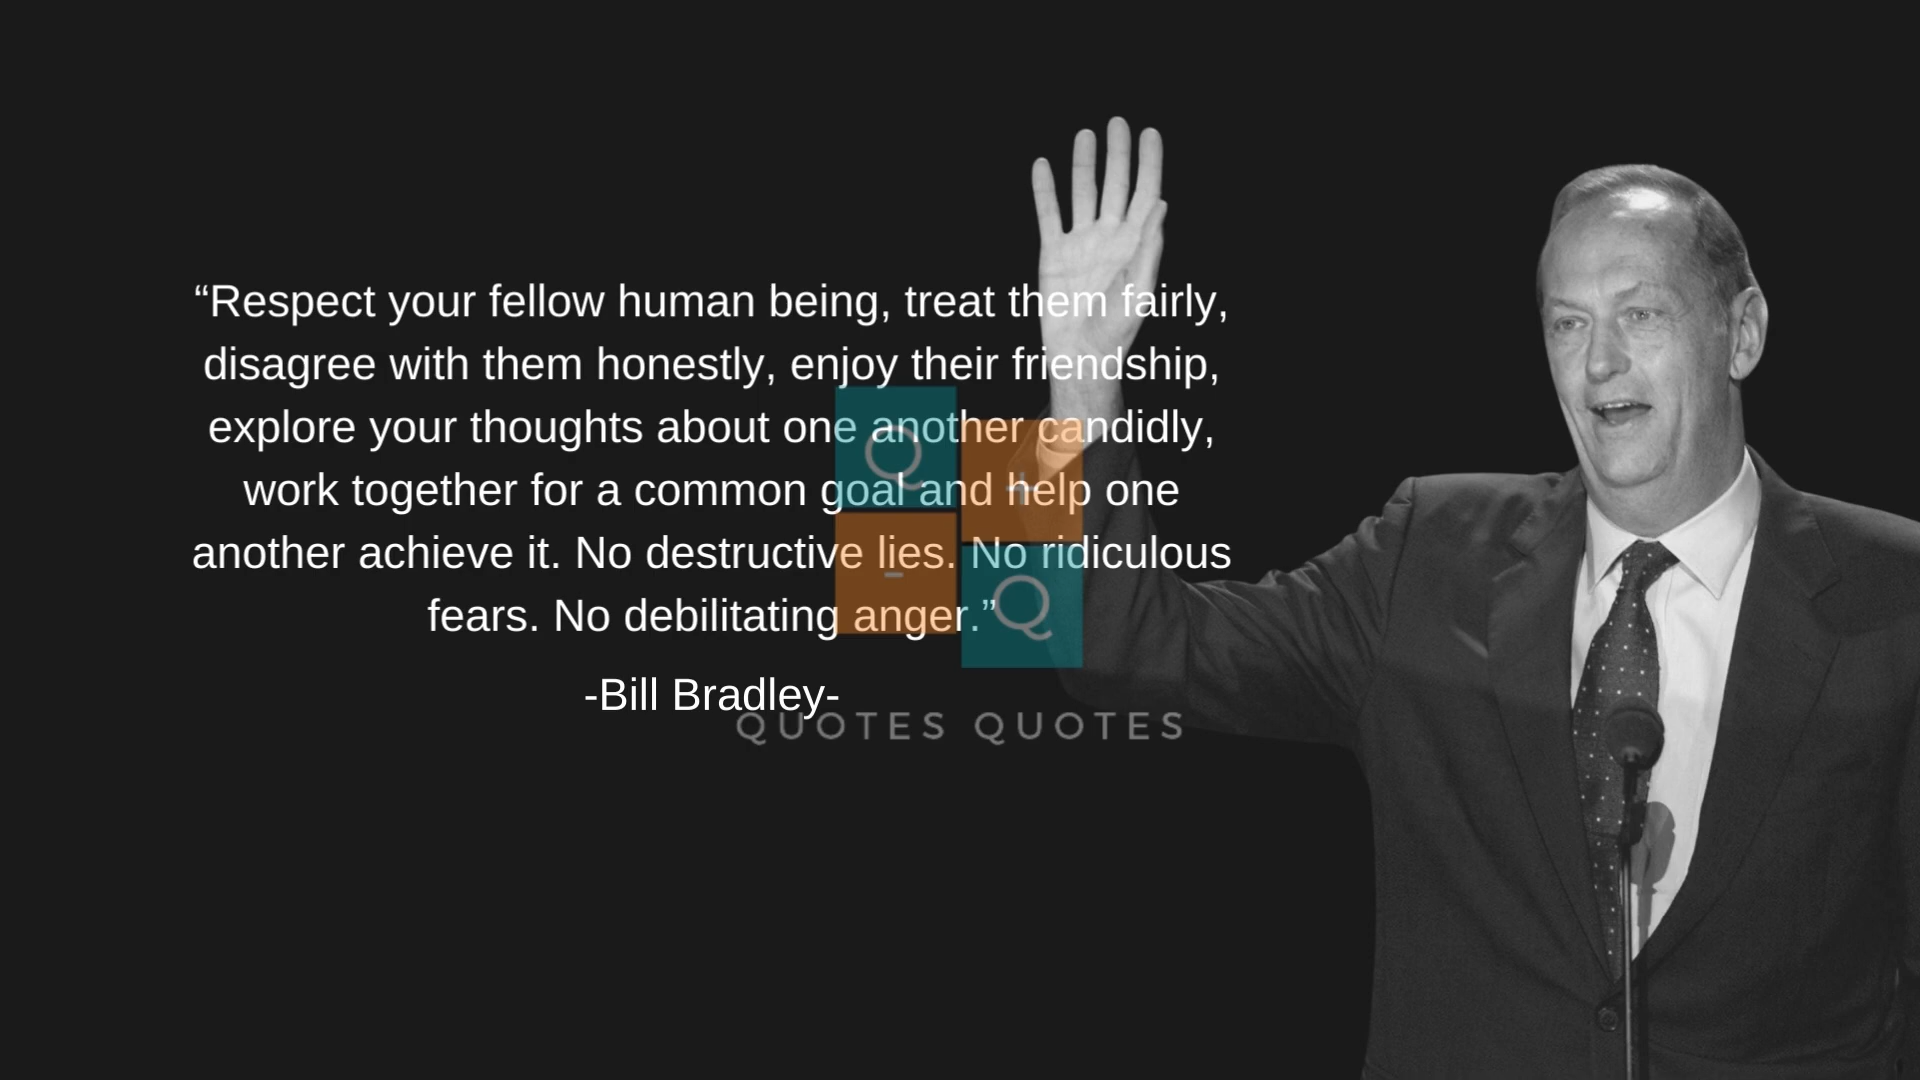 “Respect your fellow human being, treat them fairly,
disagree with them honestly, enjoy their friendship,
explore your thoughts about one another candidly,
work together for a common goal and help one
another achieve it. No destructive lies. No ridiculous
fears. No debilitating anger.”
-Bill Bradley-
Q +
- Q
QUOTES QUOTES